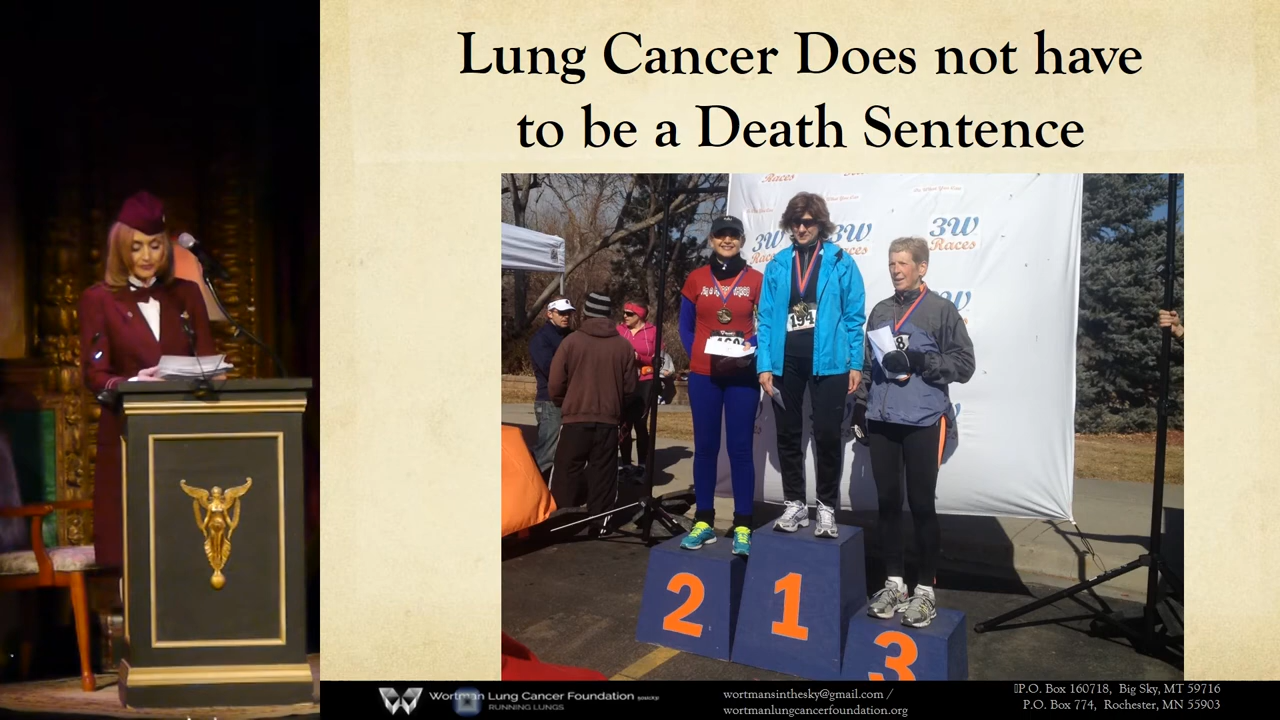 Lung Cancer Does not have
to be a Death Sentence
Races
3W
Races
3W
Races
3W
Races
194
2
1
3
Wortman Lung Cancer Foundation
RUNNING LUNGS
wortmansinthesky@gmail.com /
wortmanlungcancerfoundation.org
P.O. Box 160718, Big Sky, MT 59716
P.O. Box 774, Rochester, MN 55903